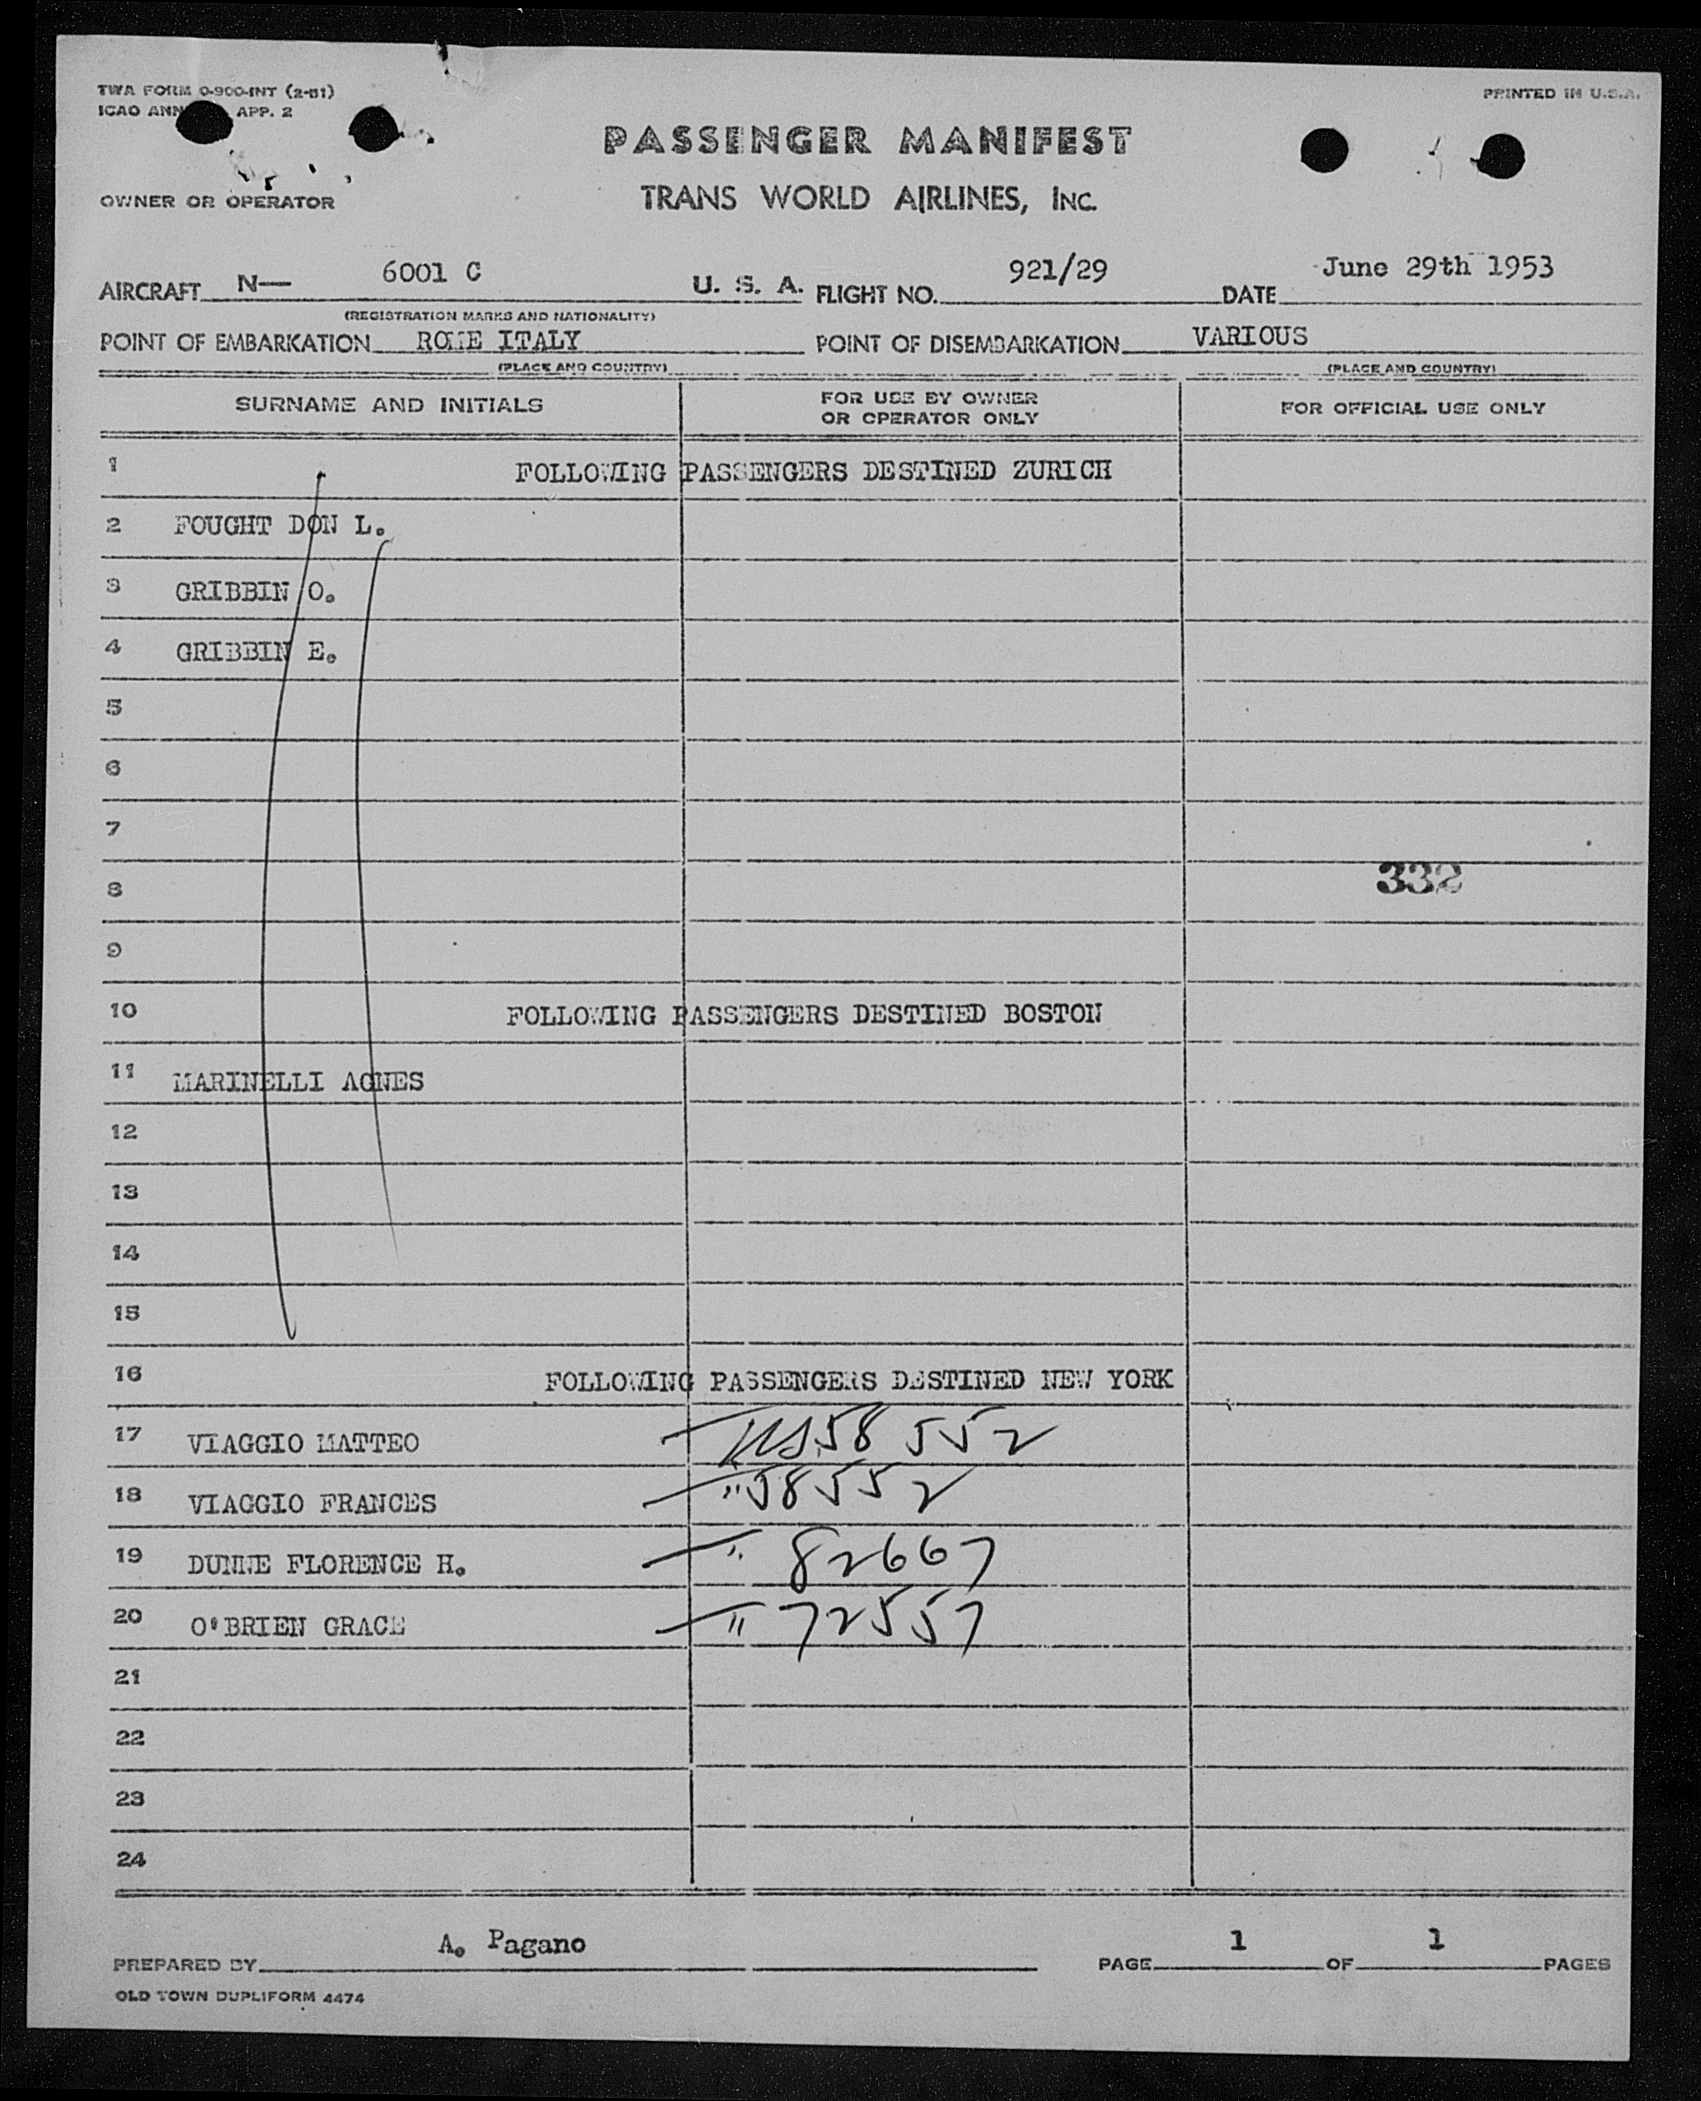 TWA FORM 0-900-INT (2-51)
PRINTED IN U.S.A.
ICAO APP. 2
PASSENGER MANIFEST
OWNER OR OPERATOR
TRANS WORLD AIRLINES, INC.
AIRCRAFT N— 6001 C U. S. A. FLIGHT NO. 921/29 DATE June 29th 1953
(REGISTRATION MARKS AND NATIONALITY)
POINT OF EMBARKATION ROME ITALY POINT OF DISEMBARKATION VARIOUS
(PLACE AND COUNTRY) (PLACE AND COUNTRY)
SURNAME AND INITIALS
FOR USE BY OWNER
OR OPERATOR ONLY
FOR OFFICIAL USE ONLY
1 FOLLOWING PASSENGERS DESTINED ZURICH
2 FOUGHT DON L.
3 GRIBBIN O.
4 GRIBBIN E.
5
6
7
8 332
9
10 FOLLOWING PASSENGERS DESTINED BOSTON
11 MARINELLI AGNES
12
13
14
15
16 FOLLOWING PASSENGERS DESTINED NEW YORK
17 VIAGGIO MATTEO 58552
18 VIAGGIO FRANCES " 58552
19 DUNNE FLORENCE H. " 82667
20 O'BRIEN GRACE " 72557
21
22
23
24
PREPARED BY A. Pagano PAGE 1 OF 1 PAGES
OLD TOWN DUPLIFORM 4474